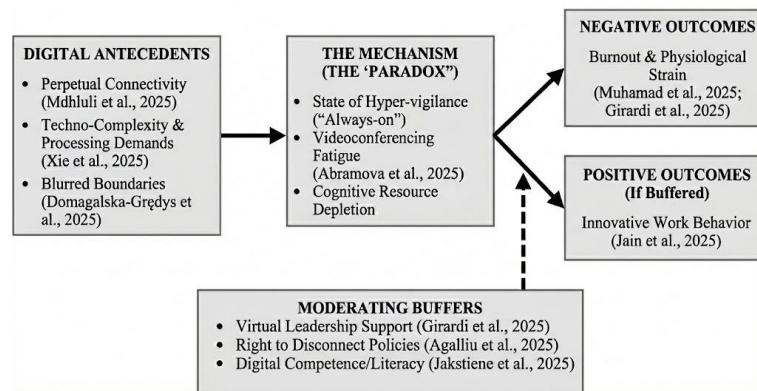 DIGITAL ANTECEDENTS
• Perpetual Connectivity
(Mdhluli et al., 2025)
• Techno-Complexity &
Processing Demands
(Xie et al., 2025)
• Blurred Boundaries
(Domagalska-Grędys et
al., 2025)
THE MECHANISM
(THE ‘PARADOX”)
• State of Hyper-vigilance
(“Always-on”)
• Videoconferencing
Fatigue
(Abramova et al., 2025)
• Cognitive Resource
Depletion
NEGATIVE OUTCOMES
Burnout & Physiological
Strain
(Muhamad et al., 2025;
Girardi et al., 2025)
POSITIVE OUTCOMES
(If Buffered)
Innovative Work Behavior
(Jain et al., 2025)
MODERATING BUFFERS
• Virtual Leadership Support (Girardi et al., 2025)
• Right to Disconnect Policies (Agalliu et al., 2025)
• Digital Competence/Literacy (Jakstiene et al., 2025)